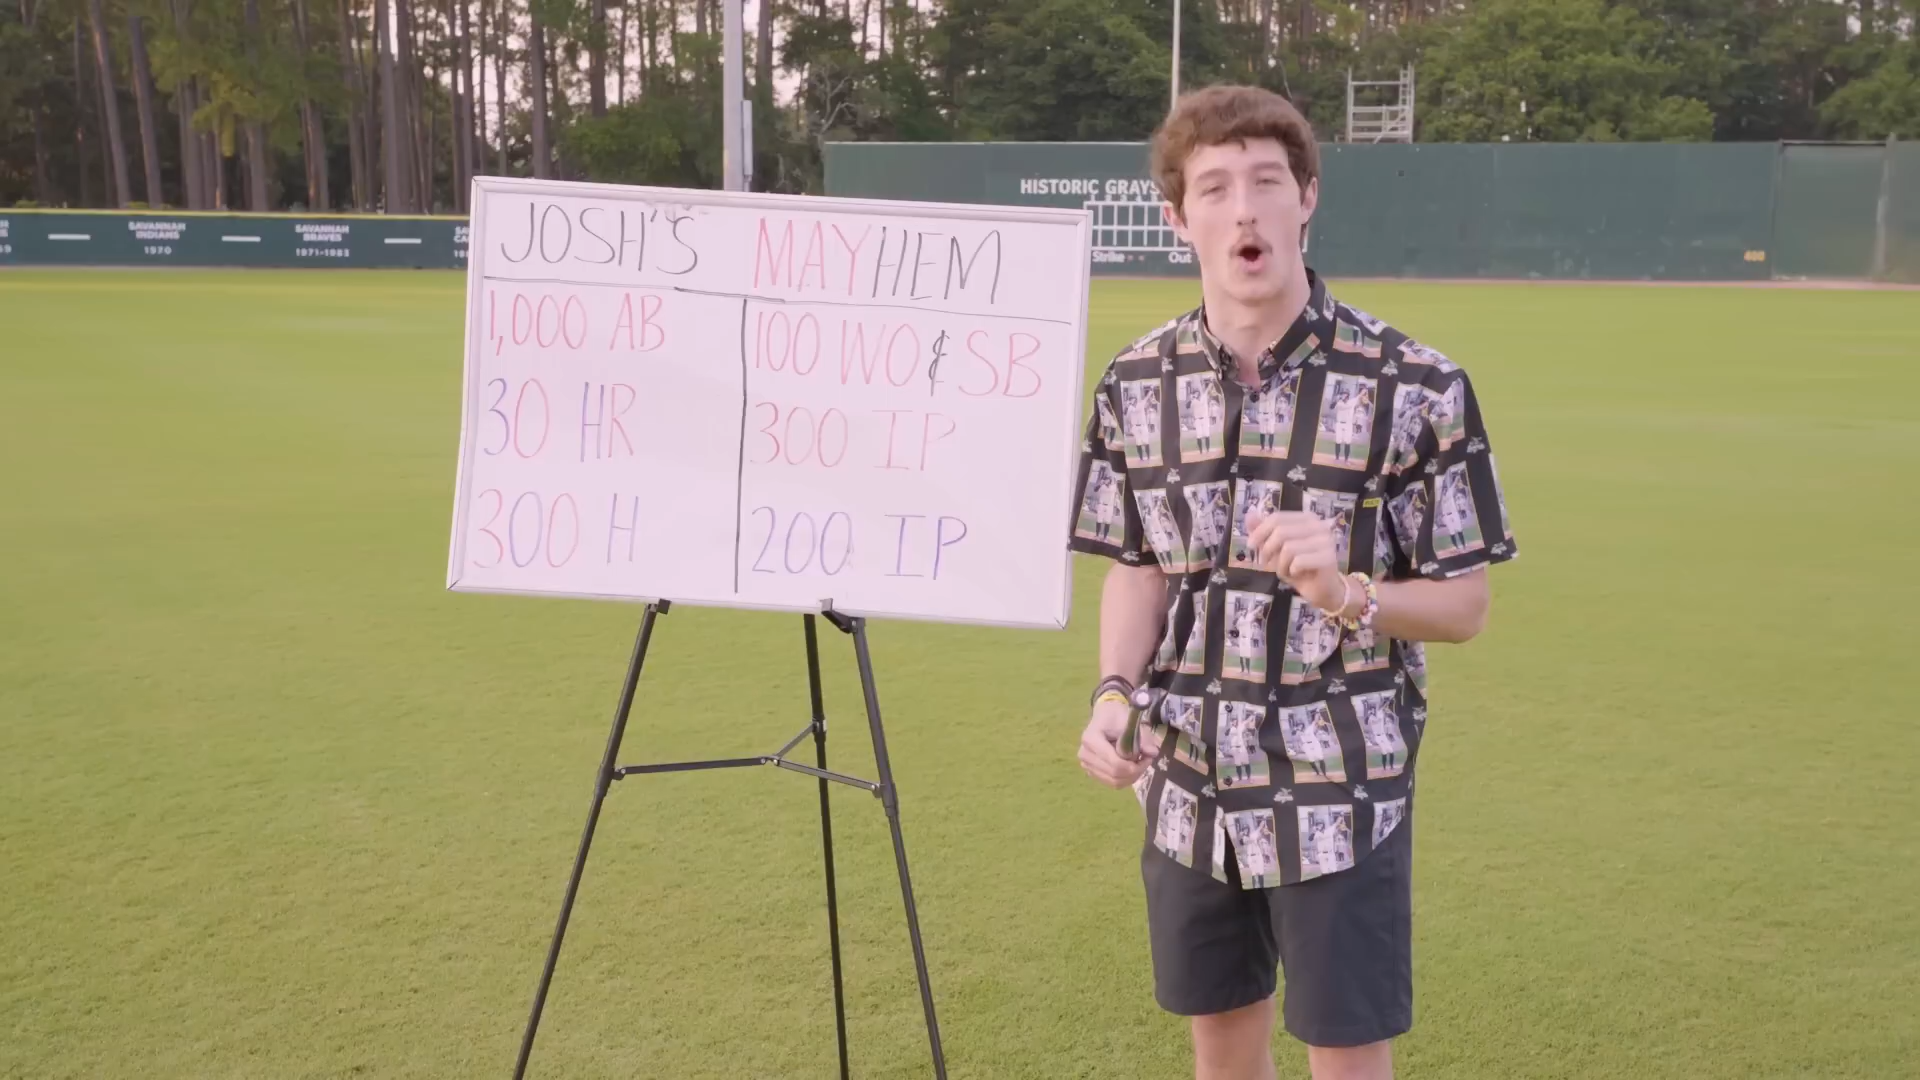 JOSH'S MAYHEM
1,000 AB
30 HR
300 H
100 WO & SB
300 IP
200 IP
HISTORIC GRAYS
Strike
Out
400
SAVANNAH
INDIANS
1970
SAVANNAH
BRAVES
1971-1983